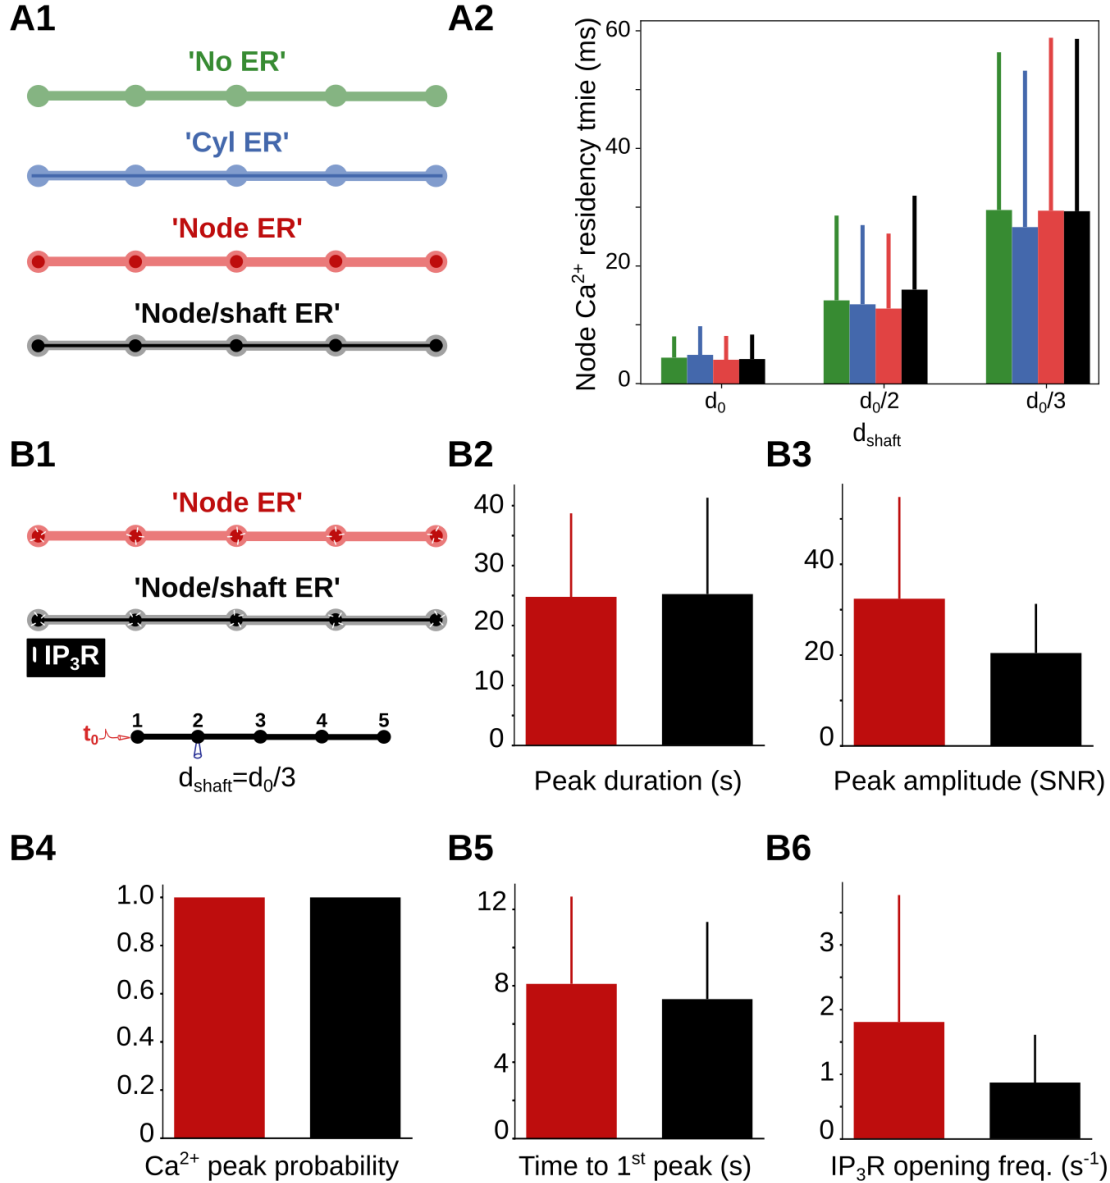 A1
'No ER'
'Cyl ER'
'Node ER'
'Node/shaft ER'
A2
Node Ca²⁺ residency tmie (ms)
60
40
20
0
d₀
d₀/2
d₀/3
d_shaft
B1
'Node ER'
'Node/shaft ER'
IP₃R
t₀
1 2 3 4 5
d_shaft=d₀/3
B2
40
30
20
10
0
Peak duration (s)
B3
40
20
0
Peak amplitude (SNR)
B4
1.0
0.8
0.6
0.4
0.2
0
Ca²⁺ peak probability
B5
12
8
4
0
Time to 1ˢᵗ peak (s)
B6
3
2
1
0
IP₃R opening freq. (s⁻¹)